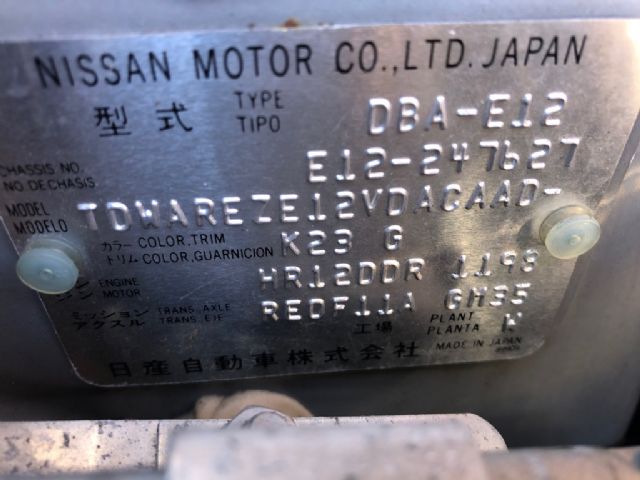 NISSAN MOTOR CO.,LTD. JAPAN
型式 TYPE TIPO DBA-E12
CHASSIS NO. NO.DE CHASIS E12-247627
MODEL MODELO TDWAREZE12VDACAAD-
カラー COLOR,TRIM
トリム COLOR,GUARNICION K23 G
ENGINE MOTOR HR12DDR 1198
ミッション TRANS. AXLE
アクスル TRANS. EJE RE0F11A GH35
工場 PLANT PLANTA K
日産自動車株式会社 MADE IN JAPAN